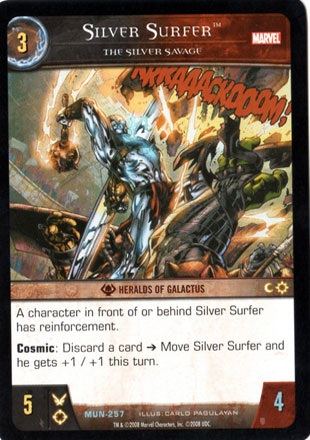 3
SILVER SURFER™
THE SILVER SAVAGE
MARVEL
KRRAAACKDOOM!
HERALDS OF GALACTUS
C
A character in front of or behind Silver Surfer
has reinforcement.
Cosmic: Discard a card ➔ Move Silver Surfer and
he gets +1 / +1 this turn.
5
MUN-257 ILLUS: CARLO PAGULAYAN
4
TM & ©2008 Marvel Characters, Inc. ©2008 UDC.